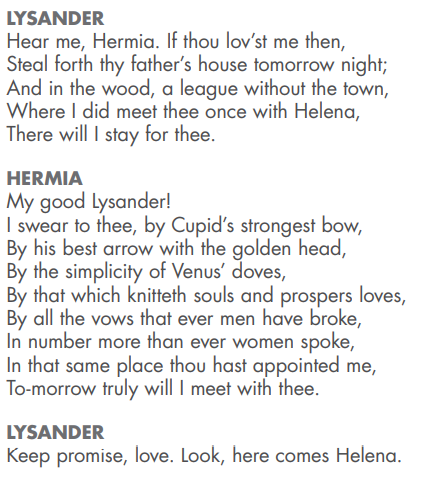 LYSANDER
Hear me, Hermia. If thou lov’st me then,
Steal forth thy father’s house tomorrow night;
And in the wood, a league without the town,
Where I did meet thee once with Helena,
There will I stay for thee.
HERMIA
My good Lysander!
I swear to thee, by Cupid’s strongest bow,
By his best arrow with the golden head,
By the simplicity of Venus’ doves,
By that which knitteth souls and prospers loves,
By all the vows that ever men have broke,
In number more than ever women spoke,
In that same place thou hast appointed me,
To-morrow truly will I meet with thee.
LYSANDER
Keep promise, love. Look, here comes Helena.